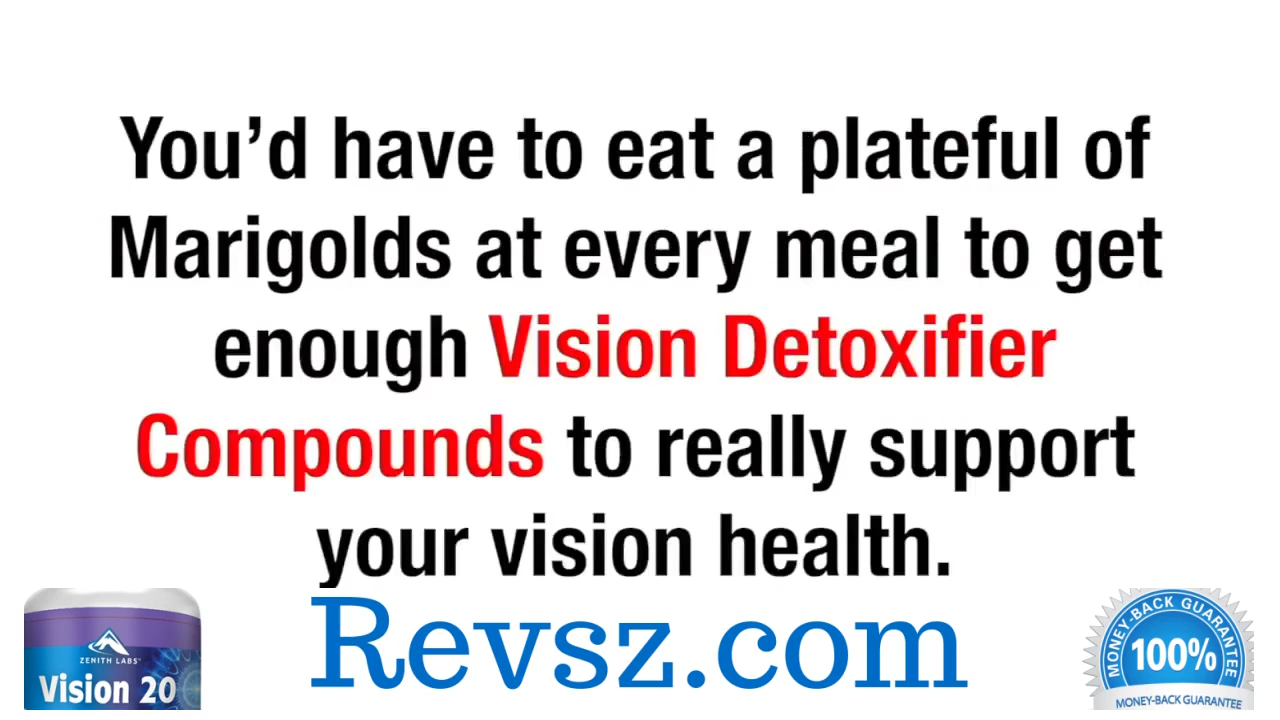 You’d have to eat a plateful of
Marigolds at every meal to get
enough Vision Detoxifier
Compounds to really support
your vision health.
Revsz.com
ZENITH LABS™
Vision 20
MONEY-BACK GUARANTEE
100%
MONEY-BACK GUARANTEE